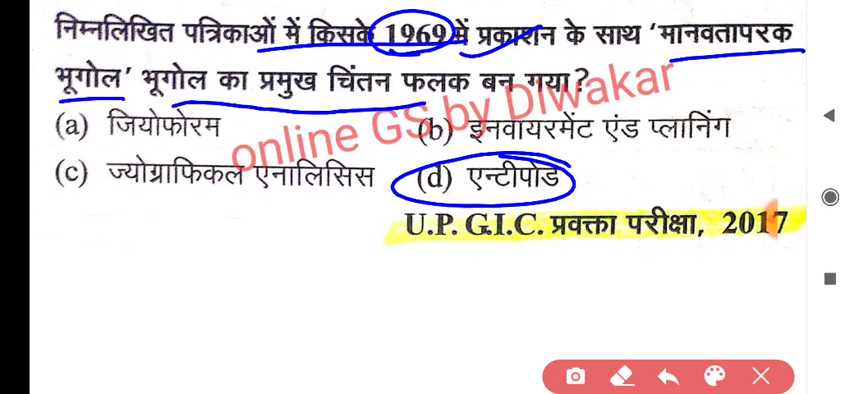 निम्नलिखित पत्रिकाओं में किसके 1969 में प्रकाशन के साथ ‘मानवतापरक
भूगोल’ भूगोल का प्रमुख चिंतन फलक बन गया?
(a) जियोफोरम (b) इनवायरमेंट एंड प्लानिंग
(c) ज्योग्राफिकल एनालिसिस (d) एन्टीपोड
U.P. G.I.C. प्रवक्ता परीक्षा, 2017
online GS by Diwakar